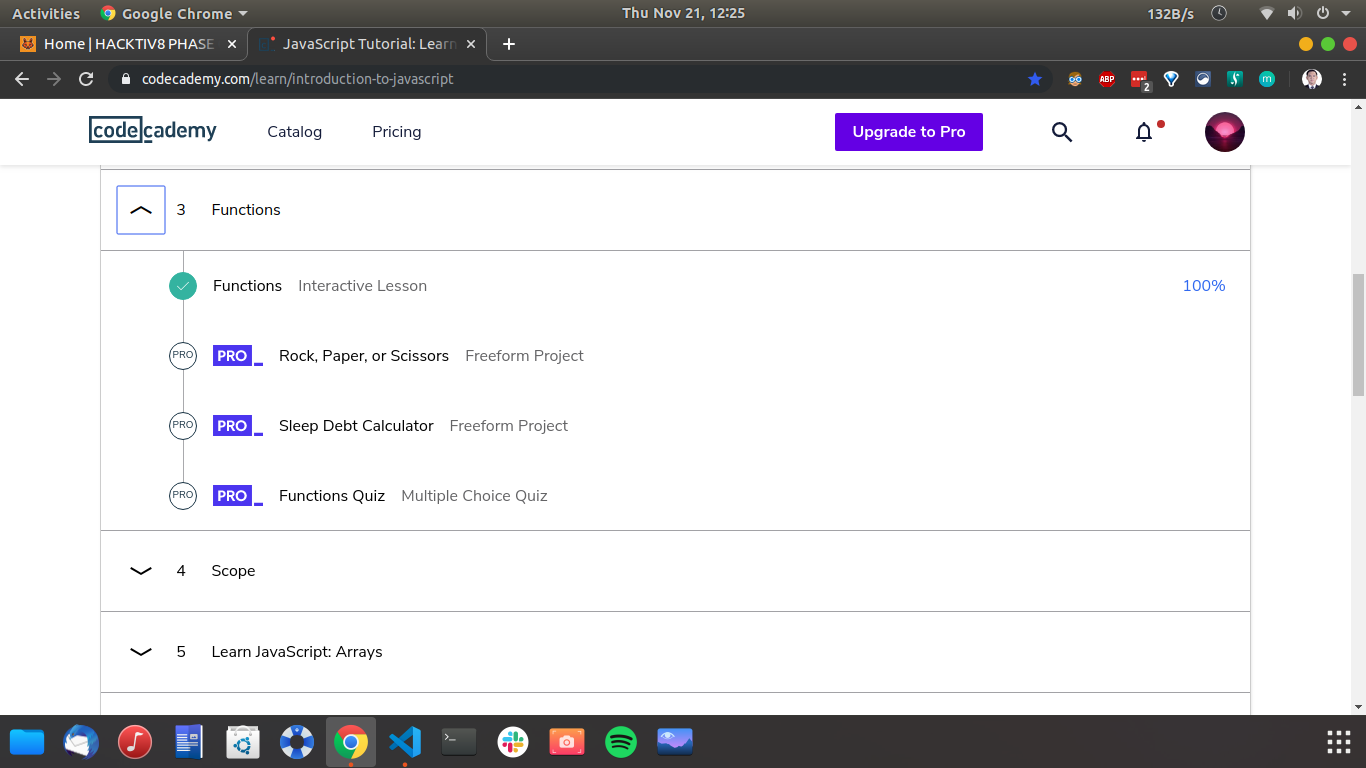 Activities Google Chrome Thu Nov 21, 12:25 132B/s
Home | HACKTIV8 PHASE JavaScript Tutorial: Learn
codecademy.com/learn/introduction-to-javascript ABP 2 m
codecademy Catalog Pricing Upgrade to Pro
3 Functions
Functions Interactive Lesson 100%
PRO PRO Rock, Paper, or Scissors Freeform Project
PRO PRO Sleep Debt Calculator Freeform Project
PRO PRO Functions Quiz Multiple Choice Quiz
4 Scope
5 Learn JavaScript: Arrays